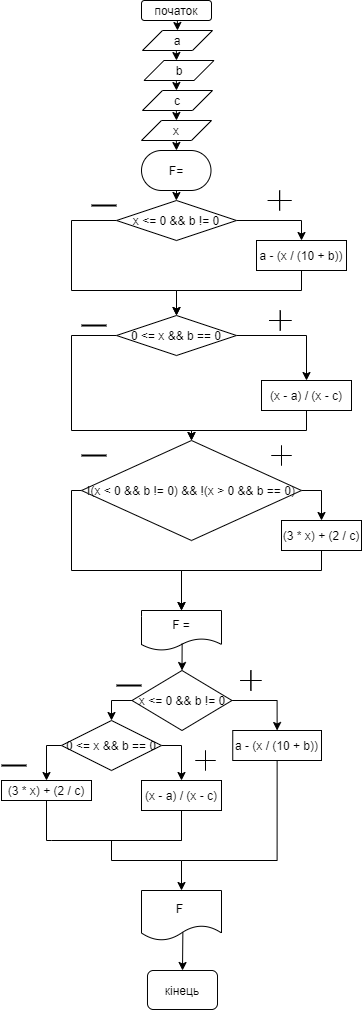 початок
a
b
c
x
F=
x <= 0 && b != 0
a - (x / (10 + b))
0 <= x && b == 0
(x - a) / (x - c)
!(x < 0 && b != 0) && !(x > 0 && b == 0)
(3 * x) + (2 / c)
F =
x <= 0 && b != 0
0 <= x && b == 0
a - (x / (10 + b))
(3 * x) + (2 / c)
(x - a) / (x - c)
F
кінець